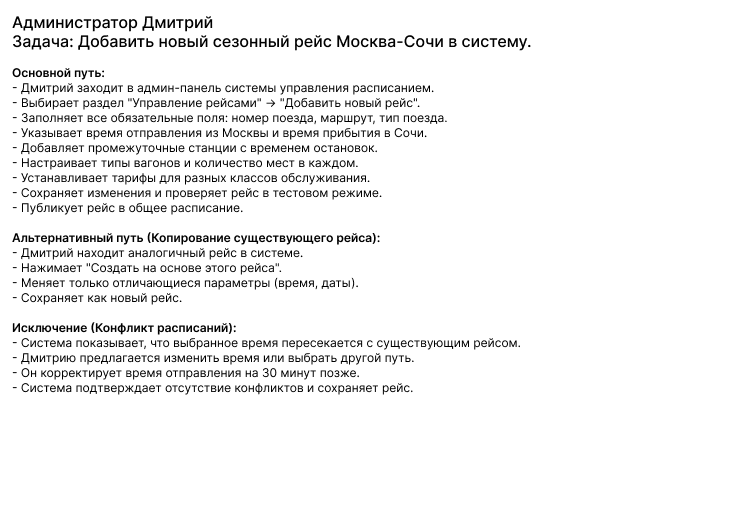 Администратор Дмитрий
Задача: Добавить новый сезонный рейс Москва-Сочи в систему.
Основной путь:
- Дмитрий заходит в админ-панель системы управления расписанием.
- Выбирает раздел "Управление рейсами" → "Добавить новый рейс".
- Заполняет все обязательные поля: номер поезда, маршрут, тип поезда.
- Указывает время отправления из Москвы и время прибытия в Сочи.
- Добавляет промежуточные станции с временем остановок.
- Настраивает типы вагонов и количество мест в каждом.
- Устанавливает тарифы для разных классов обслуживания.
- Сохраняет изменения и проверяет рейс в тестовом режиме.
- Публикует рейс в общее расписание.
Альтернативный путь (Копирование существующего рейса):
- Дмитрий находит аналогичный рейс в системе.
- Нажимает "Создать на основе этого рейса".
- Меняет только отличающиеся параметры (время, даты).
- Сохраняет как новый рейс.
Исключение (Конфликт расписаний):
- Система показывает, что выбранное время пересекается с существующим рейсом.
- Дмитрию предлагается изменить время или выбрать другой путь.
- Он корректирует время отправления на 30 минут позже.
- Система подтверждает отсутствие конфликтов и сохраняет рейс.